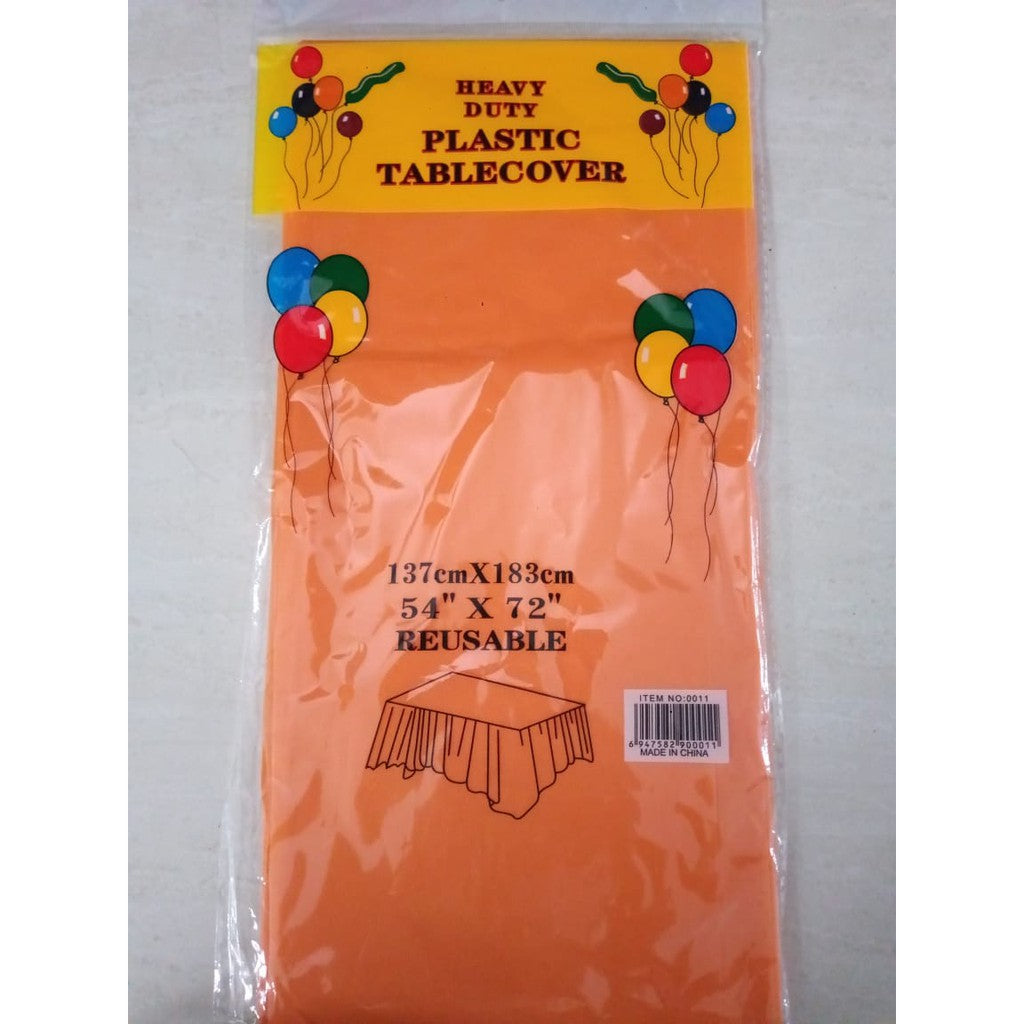 HEAVY
DUTY
PLASTIC
TABLECOVER
137cmX183cm
54" X 72"
REUSABLE
ITEM NO:0011
6 947582 900011
MADE IN CHINA